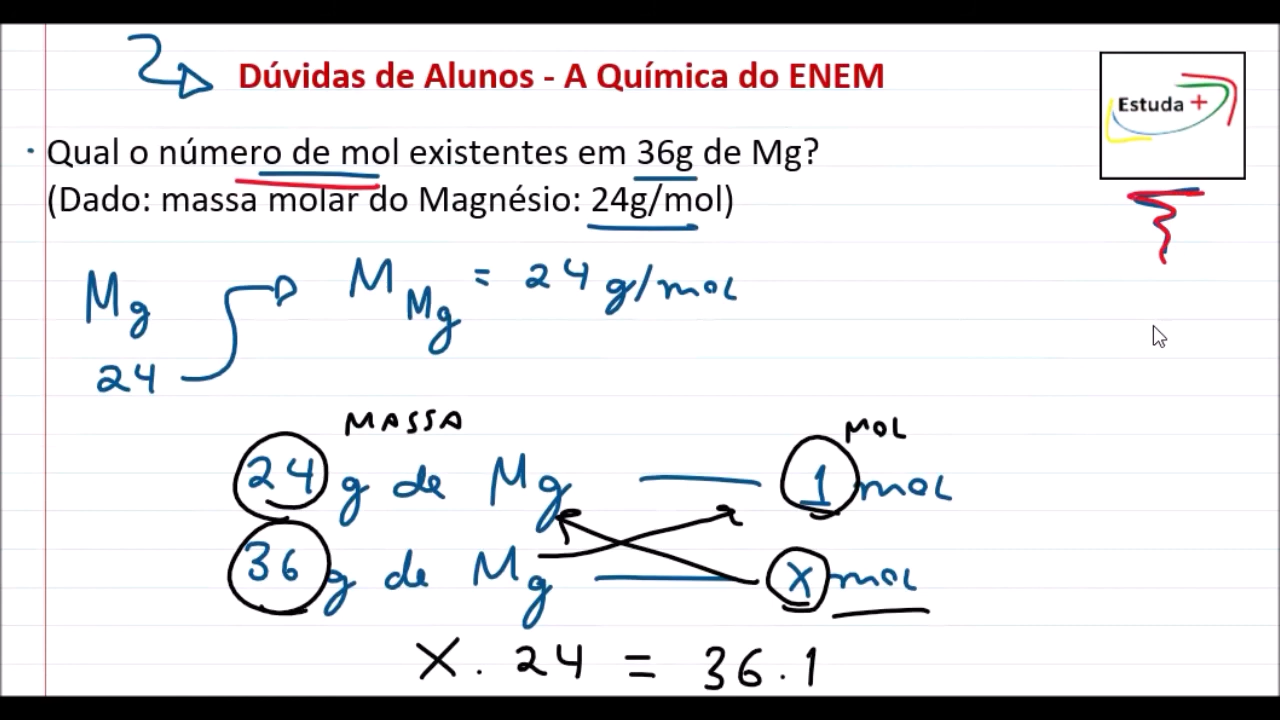 Dúvidas de Alunos - A Química do ENEM
Estuda +
Qual o número de mol existentes em 36g de Mg?
(Dado: massa molar do Magnésio: 24g/mol)
Mg
24
M Mg = 24 g/mol
MASSA MOL
24 g de Mg 1 mol
36 g de Mg x mol
X . 24 = 36 . 1